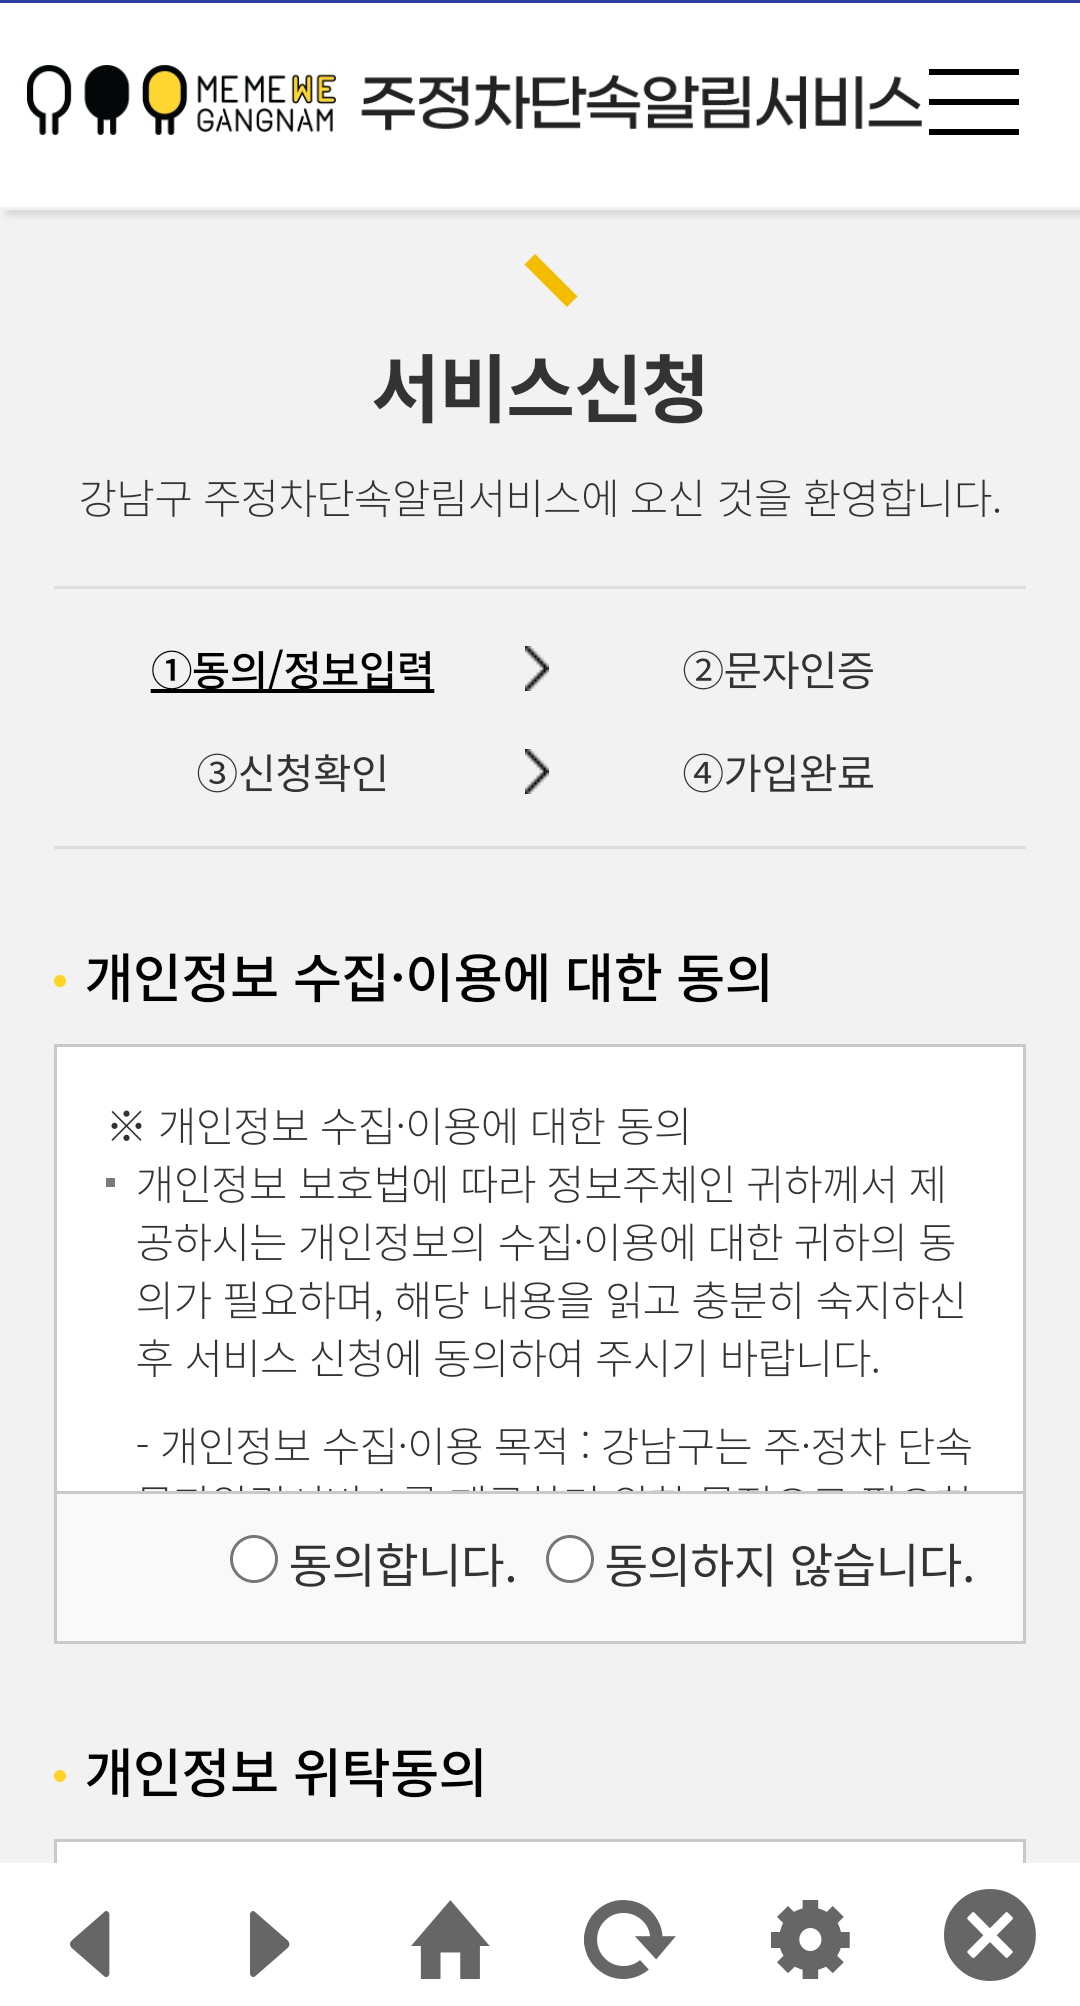 MEMEWE
GANGNAM
주정차단속알림서비스
서비스신청
강남구 주정차단속알림서비스에 오신 것을 환영합니다.
①동의/정보입력
②문자인증
③신청확인
④가입완료
개인정보 수집·이용에 대한 동의
※ 개인정보 수집·이용에 대한 동의
개인정보 보호법에 따라 정보주체인 귀하께서 제
공하시는 개인정보의 수집·이용에 대한 귀하의 동
의가 필요하며, 해당 내용을 읽고 충분히 숙지하신
후 서비스 신청에 동의하여 주시기 바랍니다.
- 개인정보 수집·이용 목적 : 강남구는 주·정차 단속
동의합니다. 동의하지 않습니다.
개인정보 위탁동의